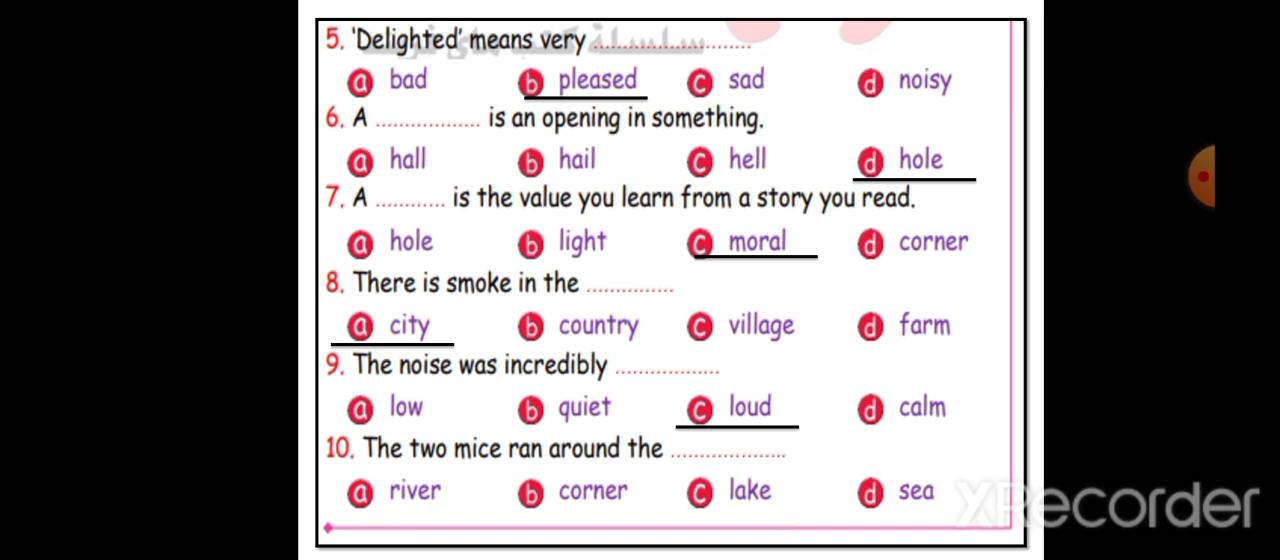 سلسلة كتب
5. ‘Delighted’ means very ........................
a bad b pleased c sad d noisy
6. A .................. is an opening in something.
a hall b hail c hell d hole
7. A ............ is the value you learn from a story you read.
a hole b light c moral d corner
8. There is smoke in the ...............
a city b country c village d farm
9. The noise was incredibly ..................
a low b quiet c loud d calm
10. The two mice ran around the ....................
a river b corner c lake d sea
XRecorder